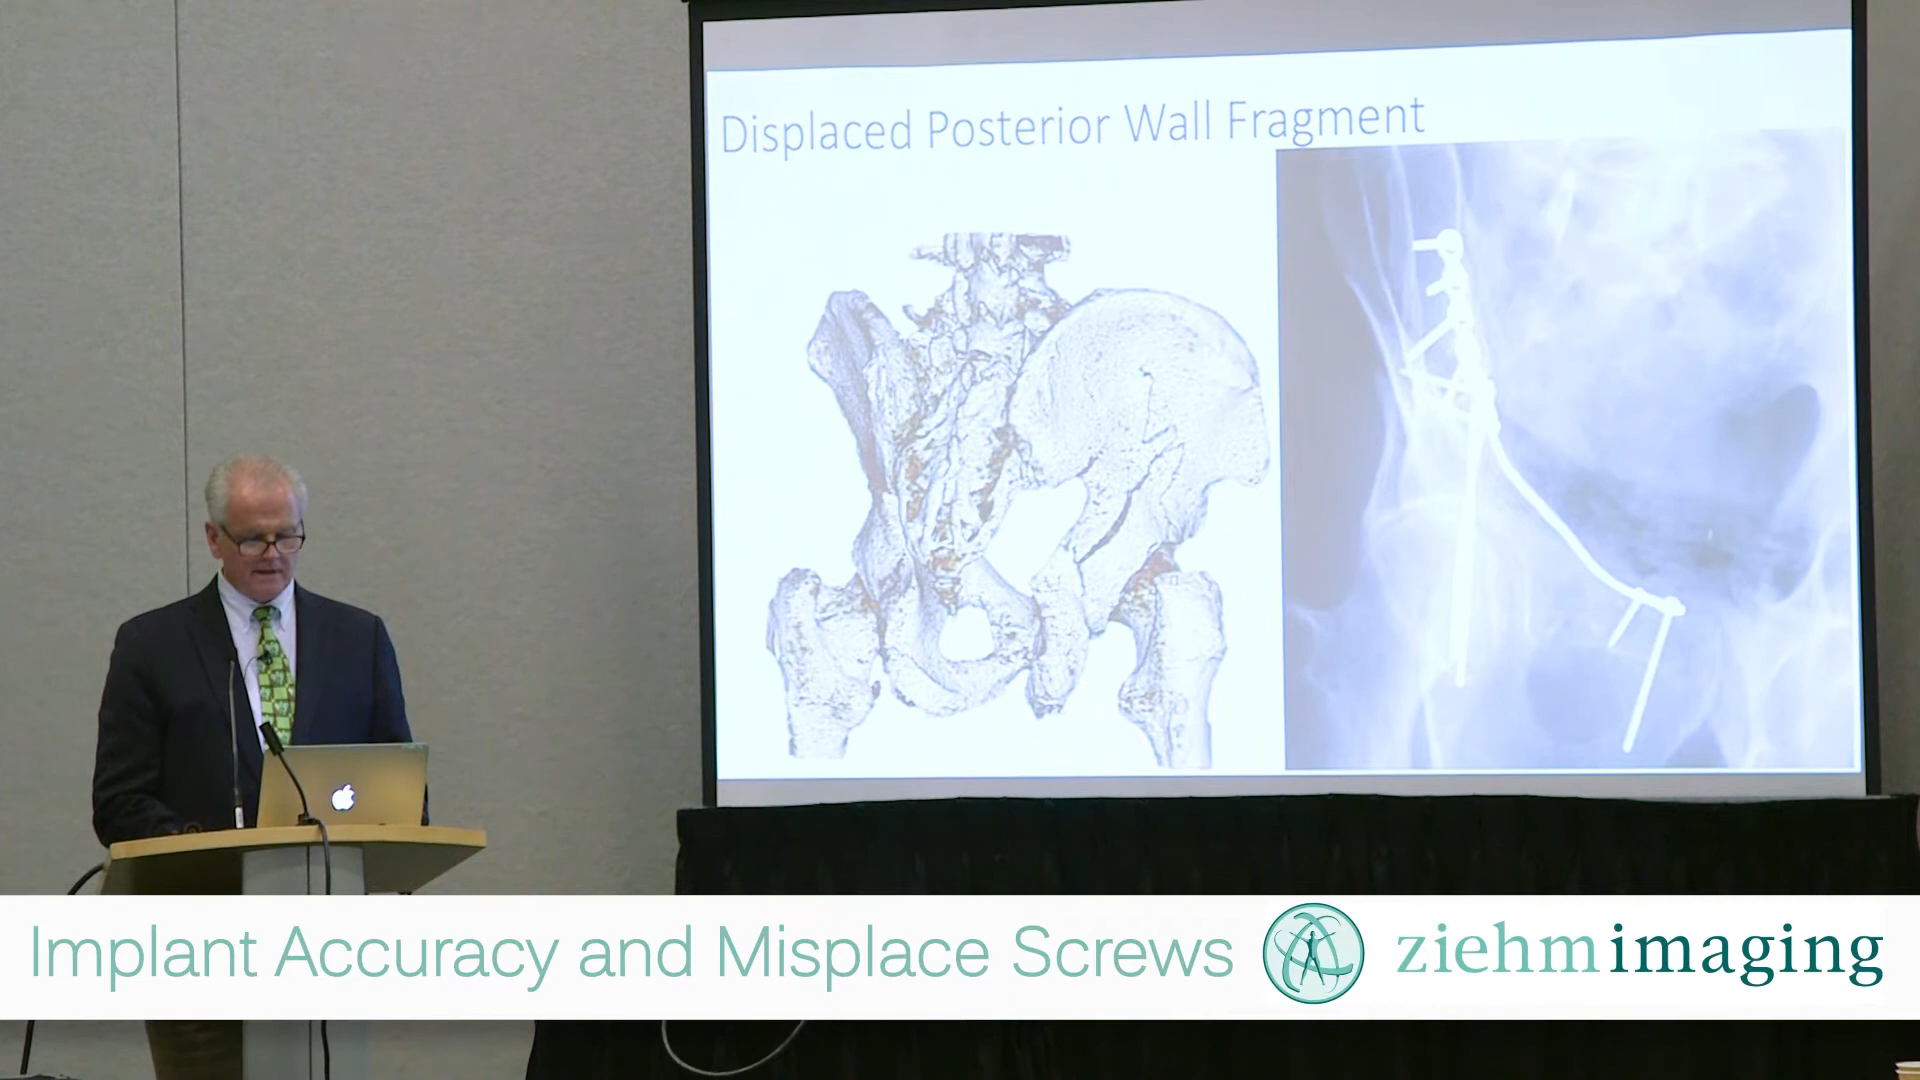 Displaced Posterior Wall Fragment
Implant Accuracy and Misplace Screws
ziehm imaging